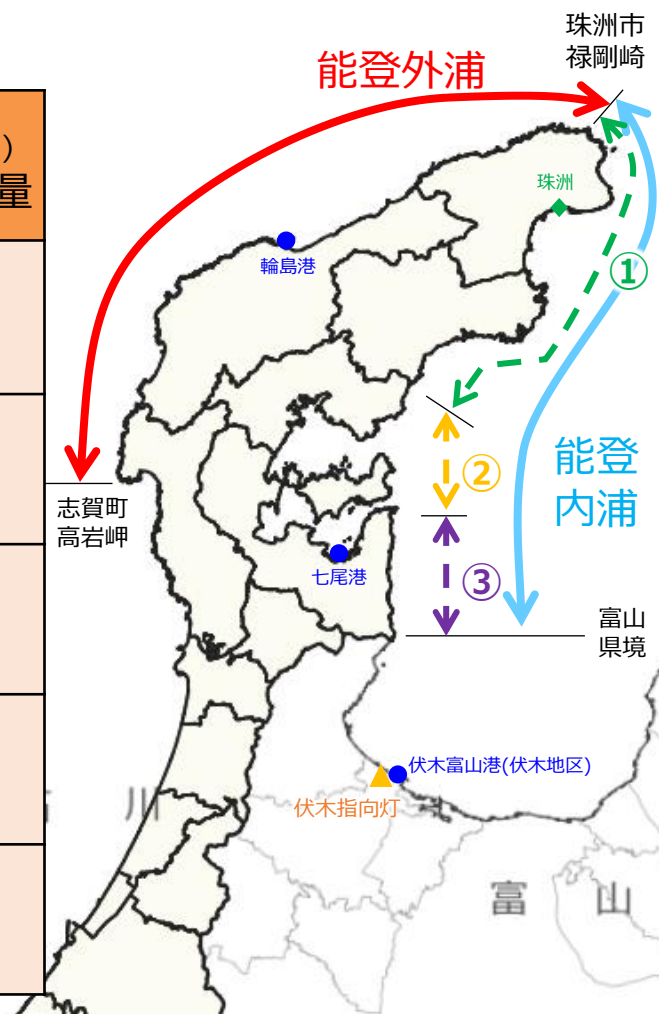 ）
量
珠洲市
禄剛崎
能登外浦
珠洲
輪島港
①
②
能登
内浦
志賀町
高岩岬
七尾港
③
富山
県境
伏木富山港(伏木地区)
伏木指向灯
川
富 山